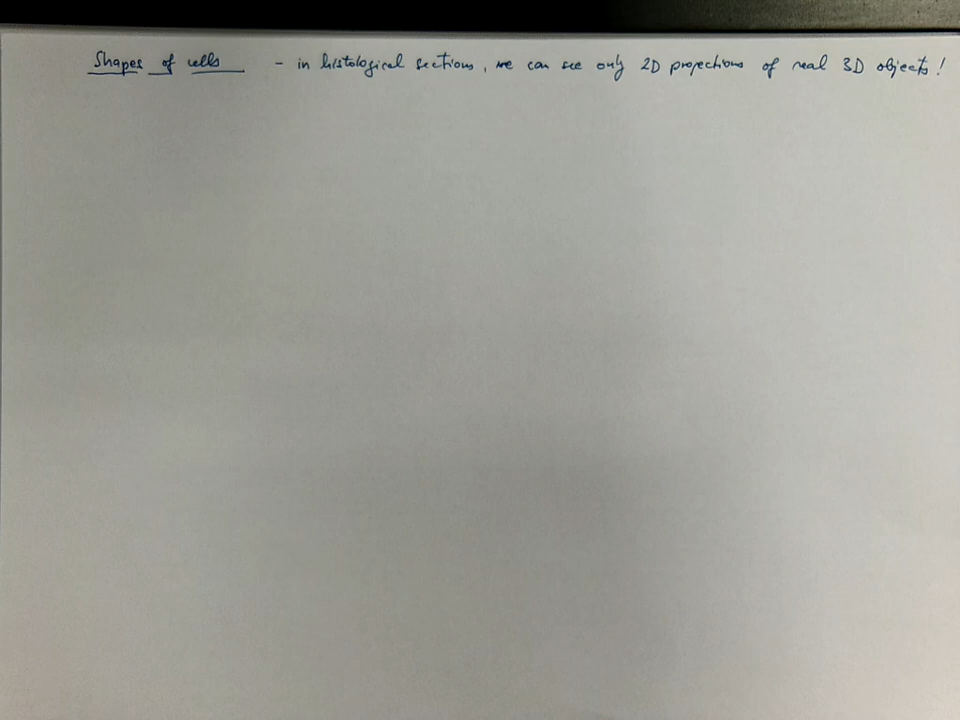 Shapes of cells - in histological sections, we can see only 2D projections of real 3D objects!